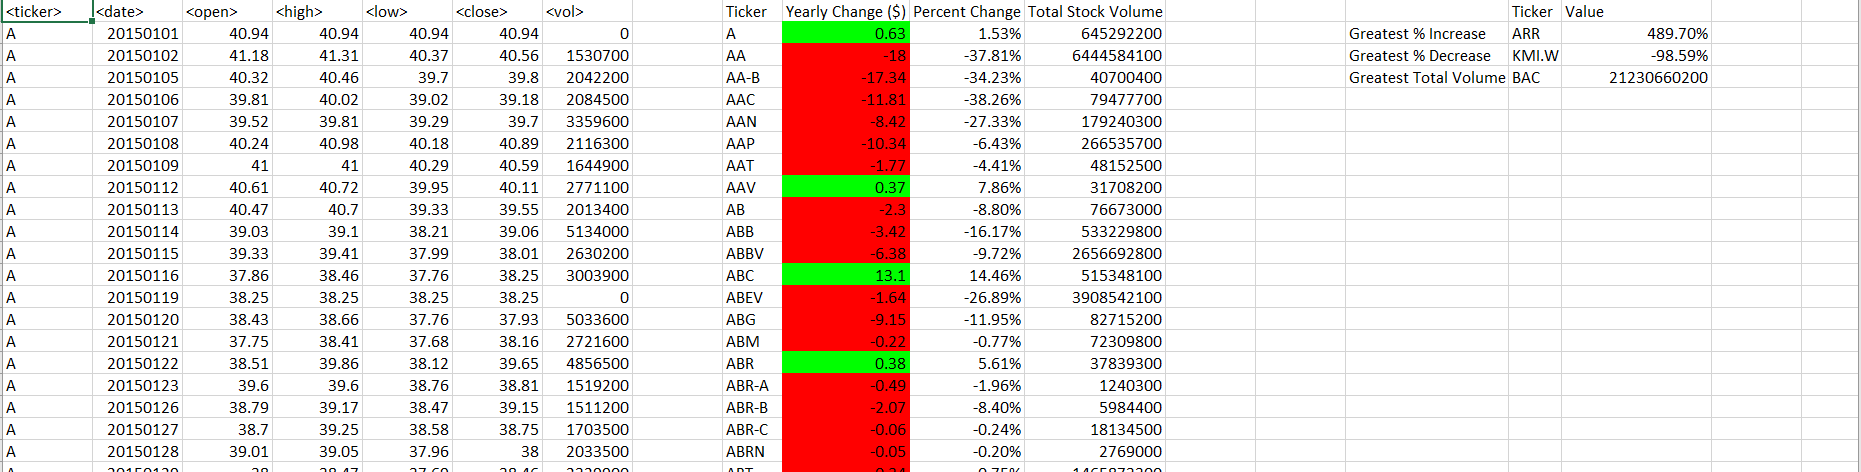 <ticker> <date> <open> <high> <low> <close> <vol> Ticker Yearly Change ($) Percent Change Total Stock Volume Ticker Value
A 20150101 40.94 40.94 40.94 40.94 0 A 0.63 1.53% 645292200 Greatest % Increase ARR 489.70%
A 20150102 41.18 41.31 40.37 40.56 1530700 AA -18 -37.81% 6444584100 Greatest % Decrease KMI.W -98.59%
A 20150105 40.32 40.46 39.7 39.8 2042200 AA-B -17.34 -34.23% 40700400 Greatest Total Volume BAC 21230660200
A 20150106 39.81 40.02 39.02 39.18 2084500 AAC -11.81 -38.26% 79477700
A 20150107 39.52 39.81 39.29 39.7 3359600 AAN -8.42 -27.33% 179240300
A 20150108 40.24 40.98 40.18 40.89 2116300 AAP -10.34 -6.43% 266535700
A 20150109 41 41 40.29 40.59 1644900 AAT -1.77 -4.41% 48152500
A 20150112 40.61 40.72 39.95 40.11 2771100 AAV 0.37 7.86% 31708200
A 20150113 40.47 40.7 39.33 39.55 2013400 AB -2.3 -8.80% 76673000
A 20150114 39.03 39.1 38.21 39.06 5134000 ABB -3.42 -16.17% 533229800
A 20150115 39.33 39.41 37.99 38.01 2630200 ABBV -6.38 -9.72% 2656692800
A 20150116 37.86 38.46 37.76 38.25 3003900 ABC 13.1 14.46% 515348100
A 20150119 38.25 38.25 38.25 38.25 0 ABEV -1.64 -26.89% 3908542100
A 20150120 38.43 38.66 37.76 37.93 5033600 ABG -9.15 -11.95% 82715200
A 20150121 37.75 38.41 37.68 38.16 2721600 ABM -0.22 -0.77% 72309800
A 20150122 38.51 39.86 38.12 39.65 4856500 ABR 0.38 5.61% 37839300
A 20150123 39.6 39.6 38.76 38.81 1519200 ABR-A -0.49 -1.96% 1240300
A 20150126 38.79 39.17 38.47 39.15 1511200 ABR-B -2.07 -8.40% 5984400
A 20150127 38.7 39.25 38.58 38.75 1703500 ABR-C -0.06 -0.24% 18134500
A 20150128 39.01 39.05 37.96 38 2033500 ABRN -0.05 -0.20% 2769000